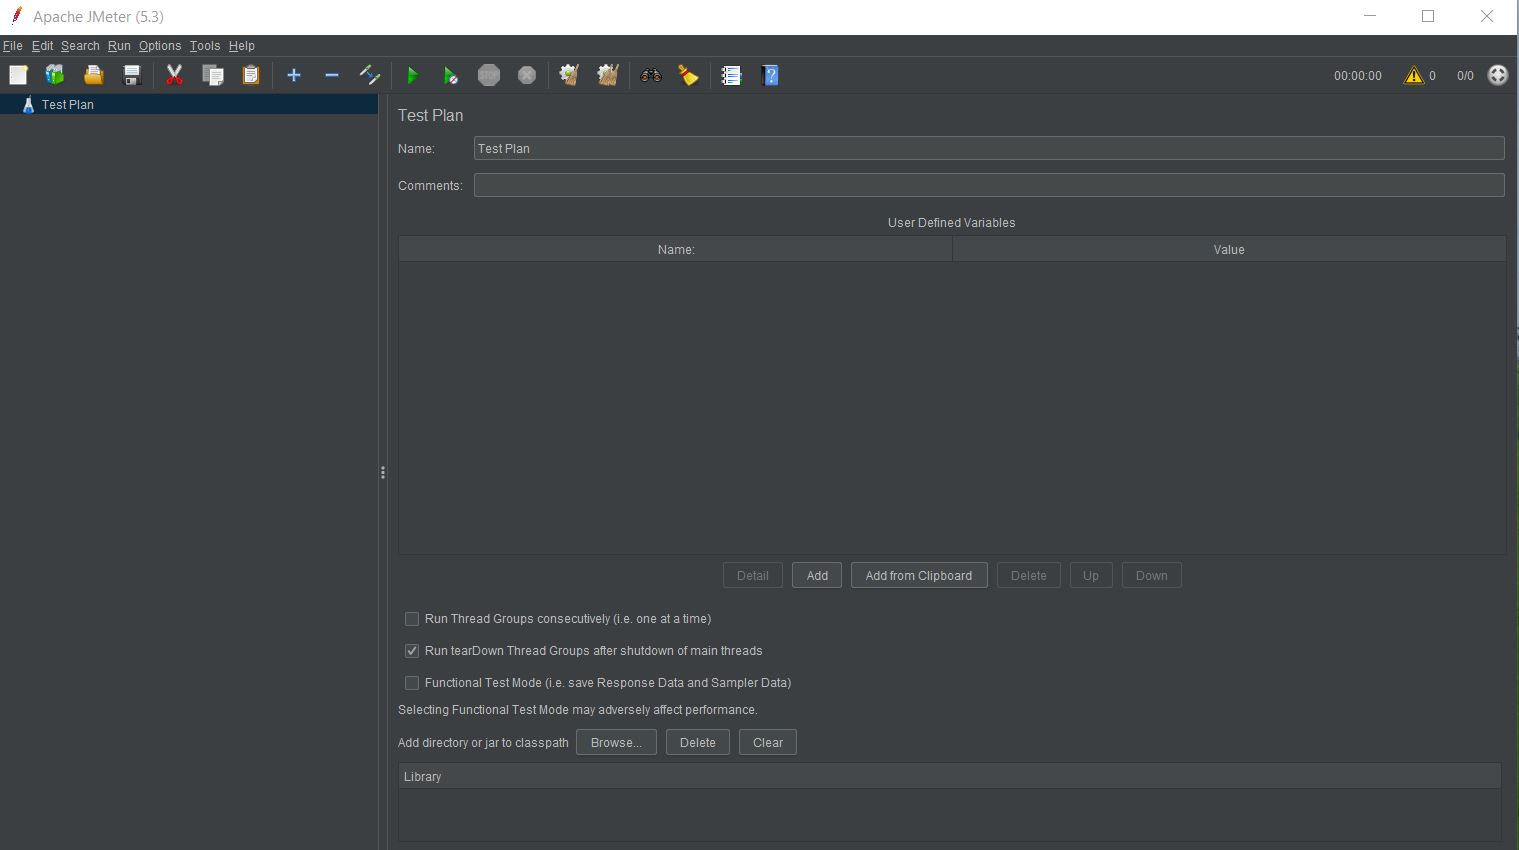 Apache JMeter (5.3)
File Edit Search Run Options Tools Help
STOP
00:00:00 0 0/0
Test Plan
Test Plan
Name: Test Plan
Comments:
User Defined Variables
Name: Value
Detail Add Add from Clipboard Delete Up Down
Run Thread Groups consecutively (i.e. one at a time)
Run tearDown Thread Groups after shutdown of main threads
Functional Test Mode (i.e. save Response Data and Sampler Data)
Selecting Functional Test Mode may adversely affect performance.
Add directory or jar to classpath Browse... Delete Clear
Library